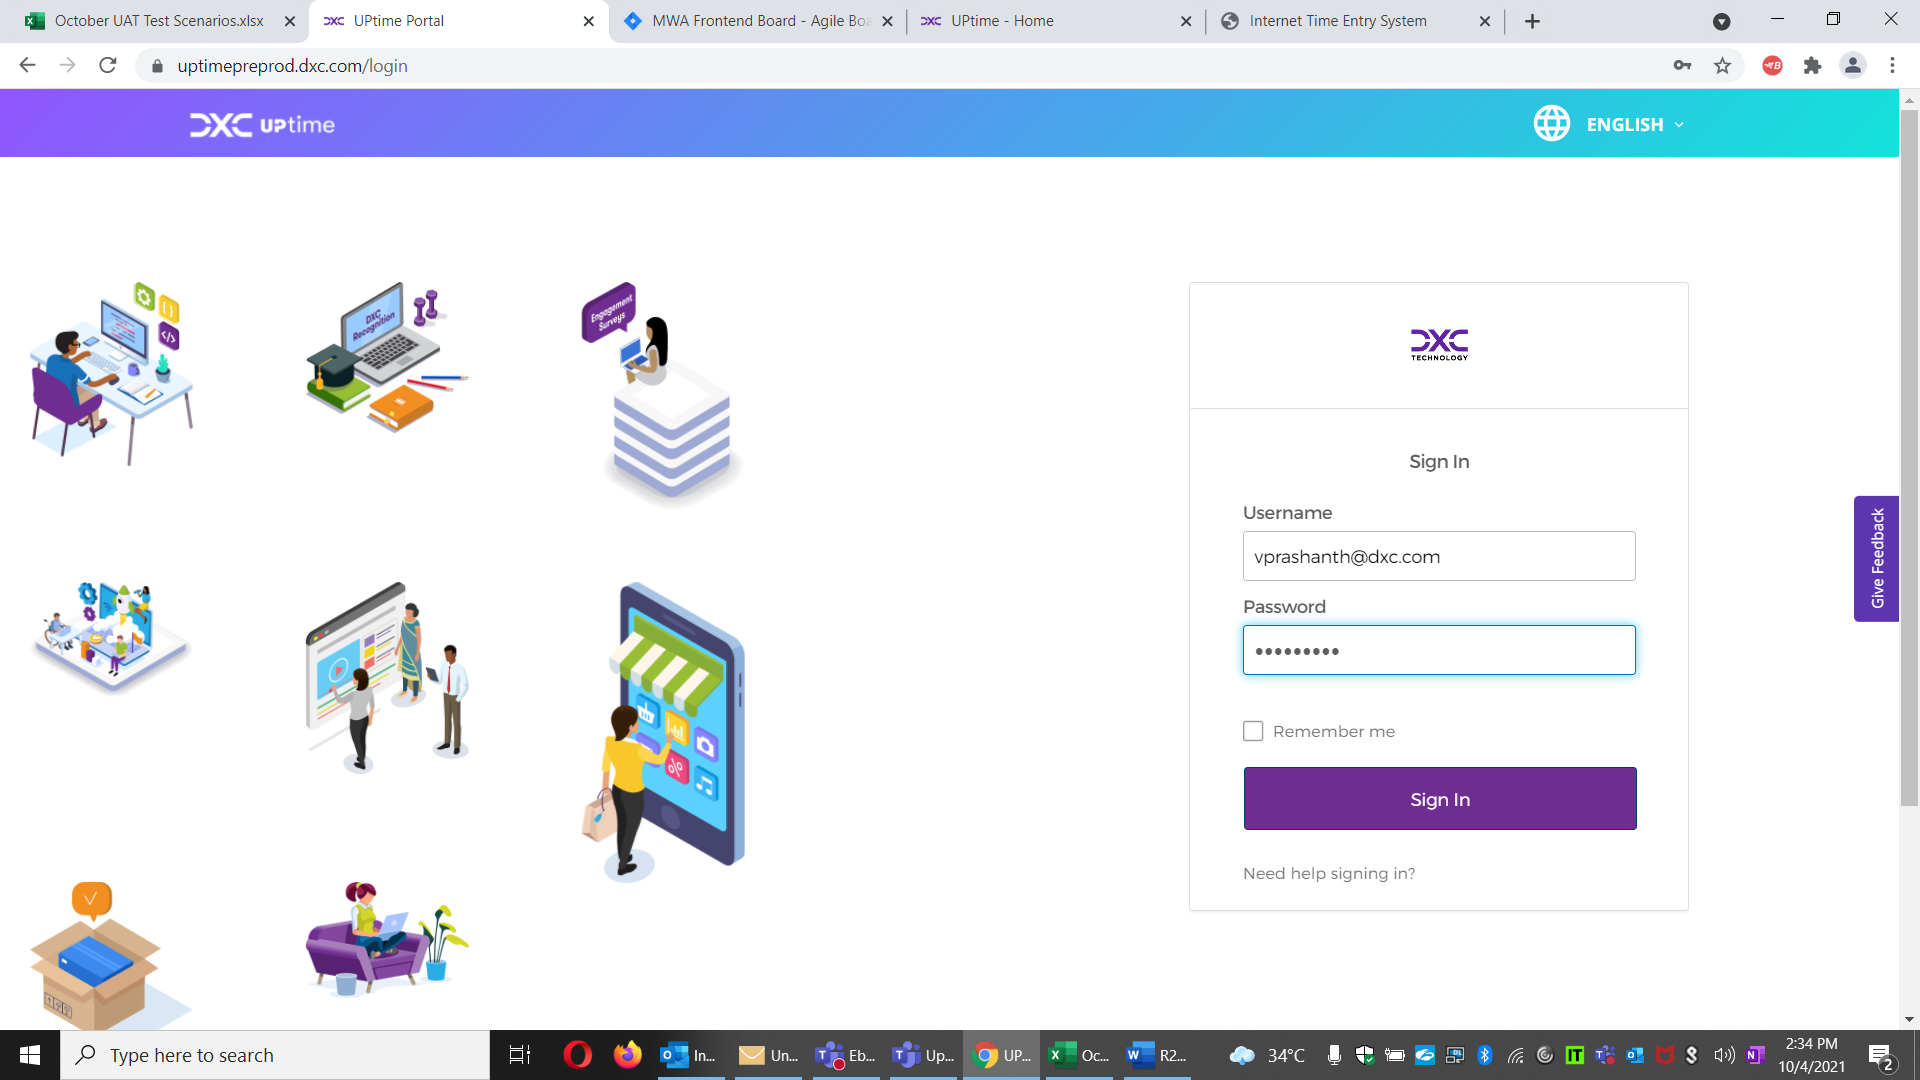 October UAT Test Scenarios.xlsx
UPtime Portal
MWA Frontend Board - Agile Boa
UPtime - Home
Internet Time Entry System
uptimepreprod.dxc.com/login
DXC UPtime
ENGLISH
DXC
Recognition
Engagement
Surveys
DXC
TECHNOLOGY
Sign In
Username
vprashanth@dxc.com
Password
•••••••••
Remember me
Sign In
Need help signing in?
Give Feedback
Type here to search
In...
Un...
Eb...
Up...
UP...
Oc...
R2...
34°C
2:34 PM
10/4/2021
2